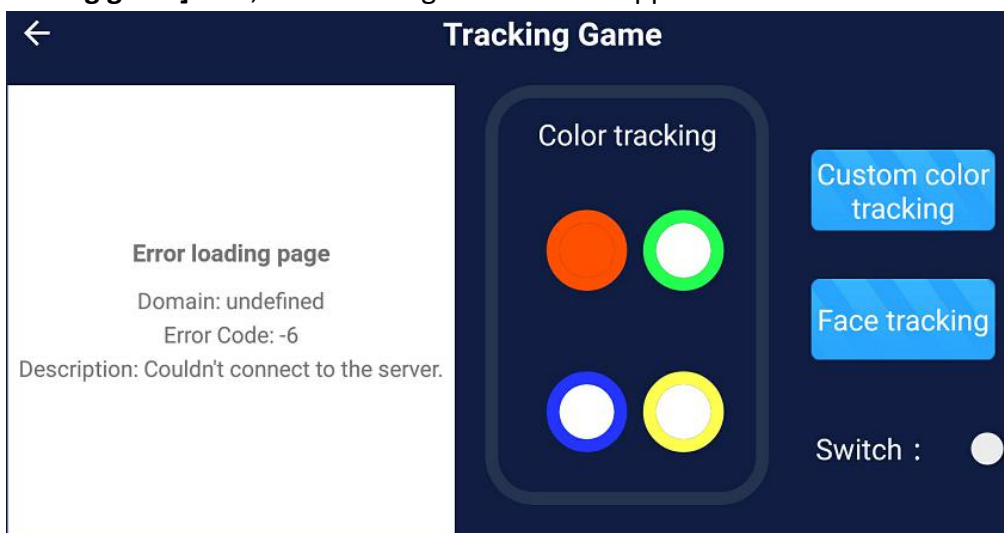 Tracking Game
Error loading page
Domain: undefined
Error Code: -6
Description: Couldn't connect to the server.
Color tracking
Custom color
tracking
Face tracking
Switch :